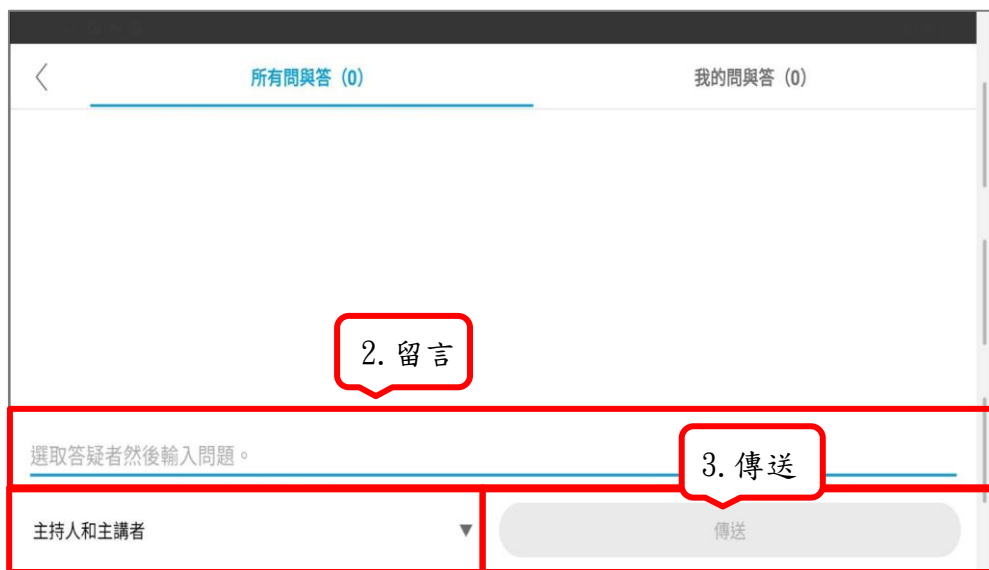 所有問與答 (0)
我的問與答 (0)
2. 留言
選取答疑者然後輸入問題。
3. 傳送
主持人和主講者
傳送